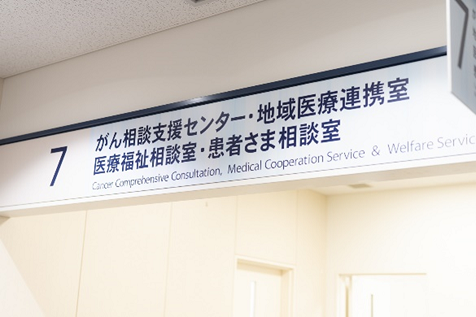 7
がん相談支援センター・地域医療連携室
医療福祉相談室・患者さま相談室
Cancer Comprehensive Consultation, Medical Cooperation Service & Welfare